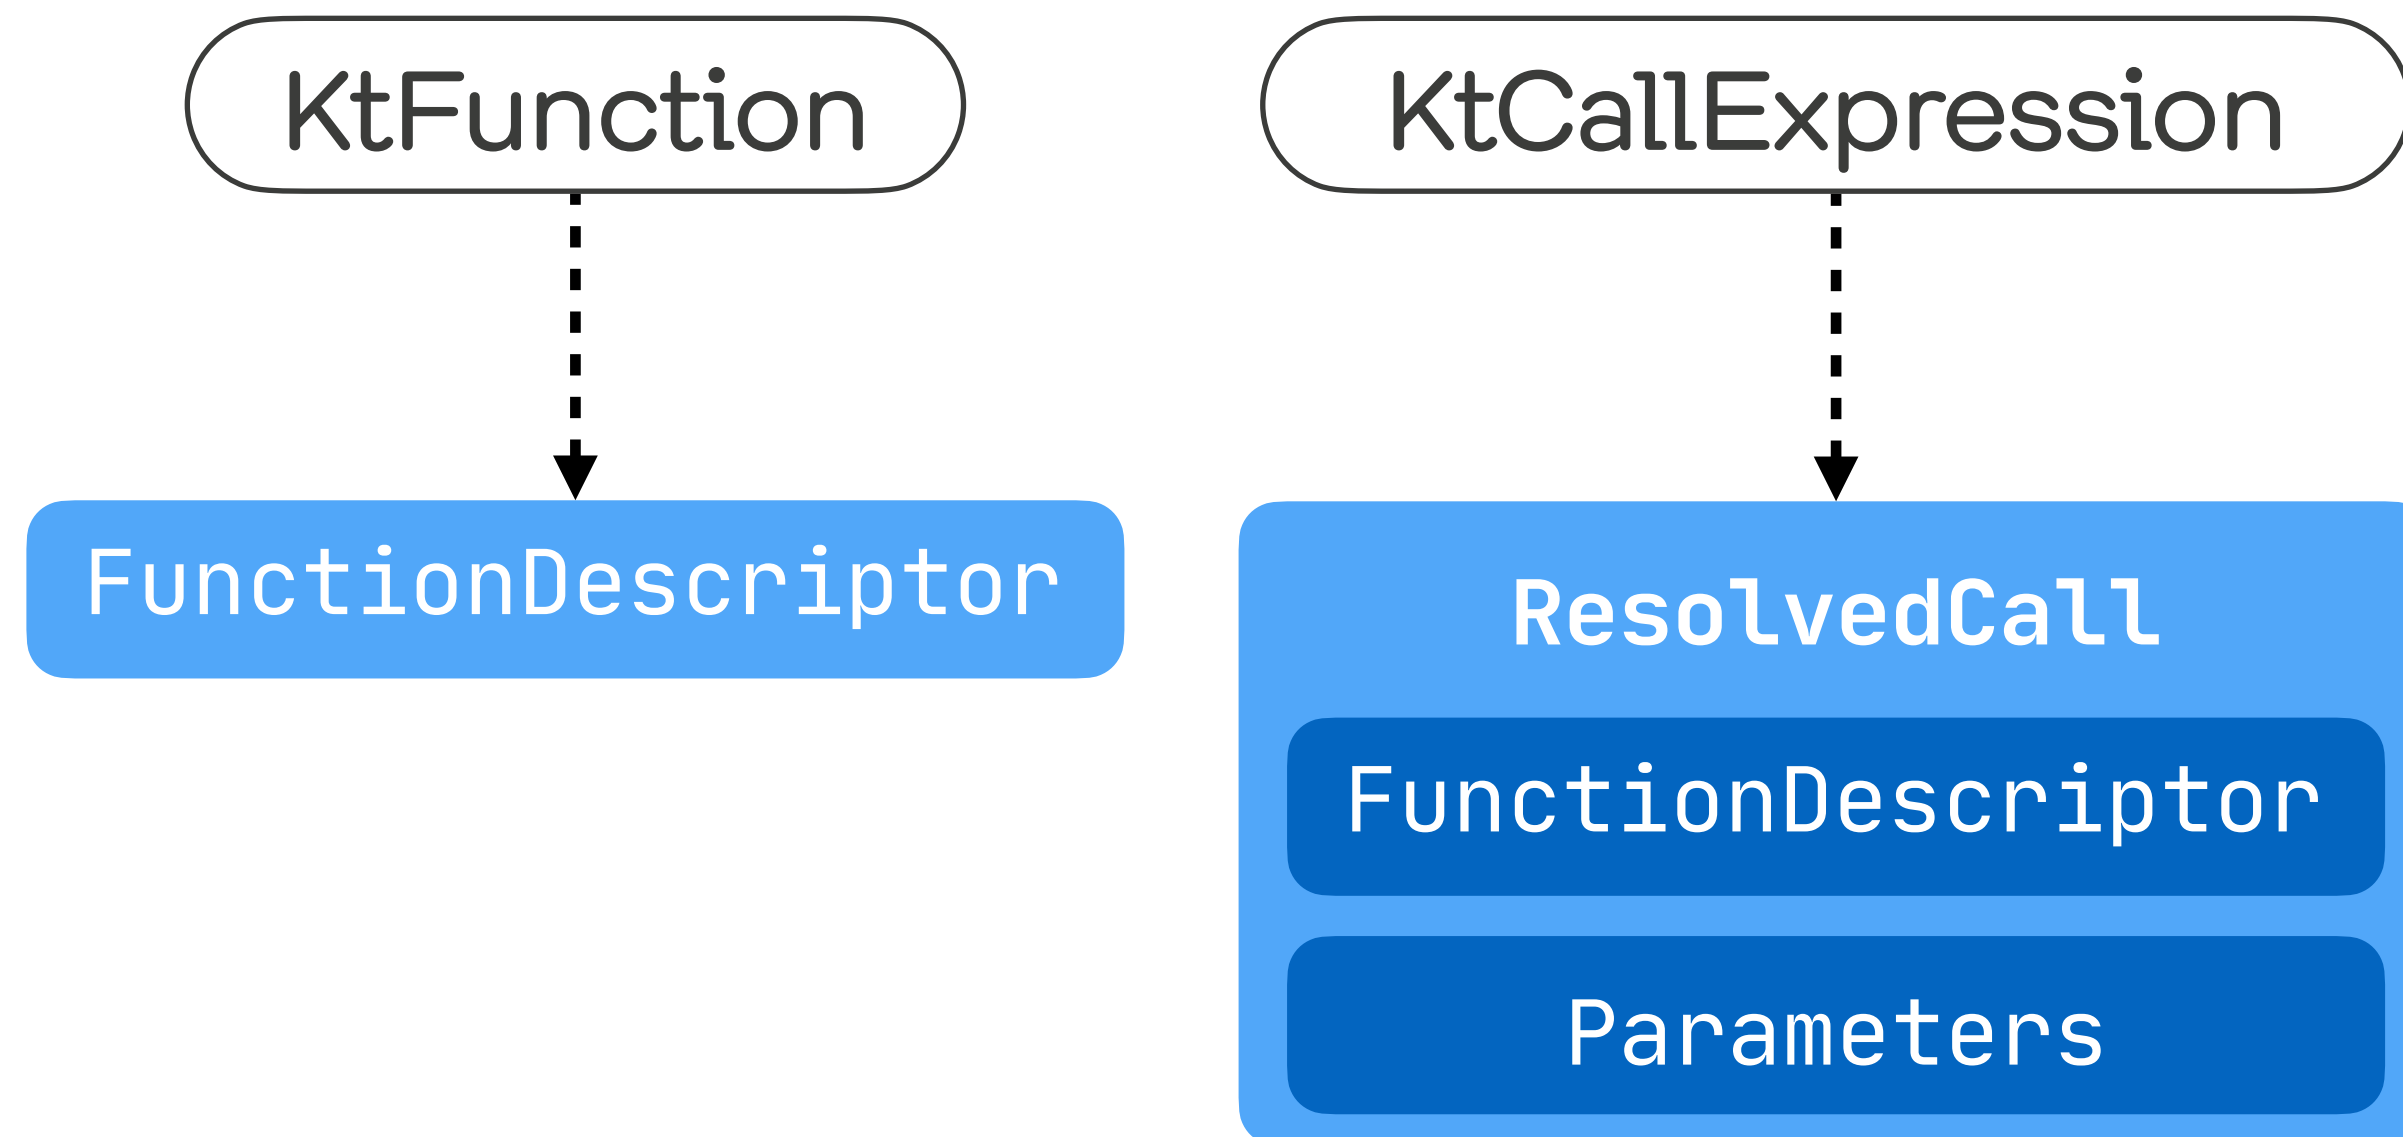 KtFunction
KtCallExpression
FunctionDescriptor
ResolvedCall
FunctionDescriptor
Parameters